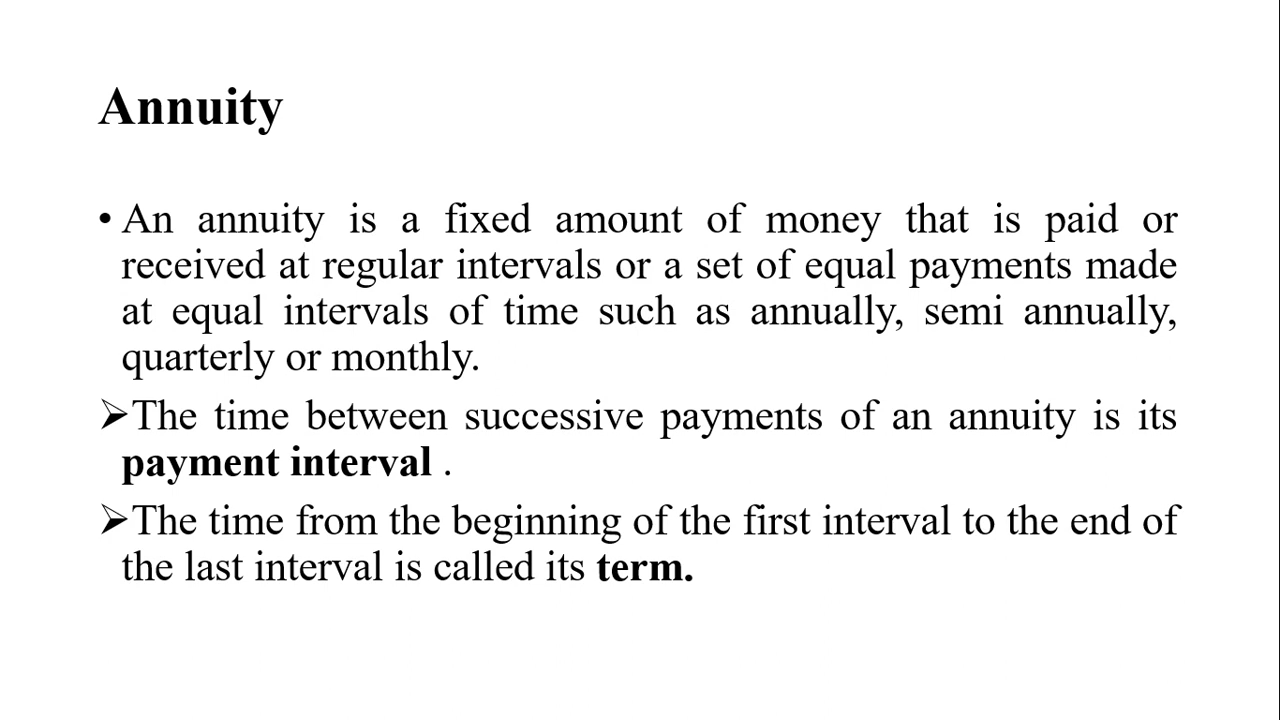 Annuity
• An annuity is a fixed amount of money that is paid or
received at regular intervals or a set of equal payments made
at equal intervals of time such as annually, semi annually,
quarterly or monthly.
➢The time between successive payments of an annuity is its
payment interval .
➢The time from the beginning of the first interval to the end of
the last interval is called its term.